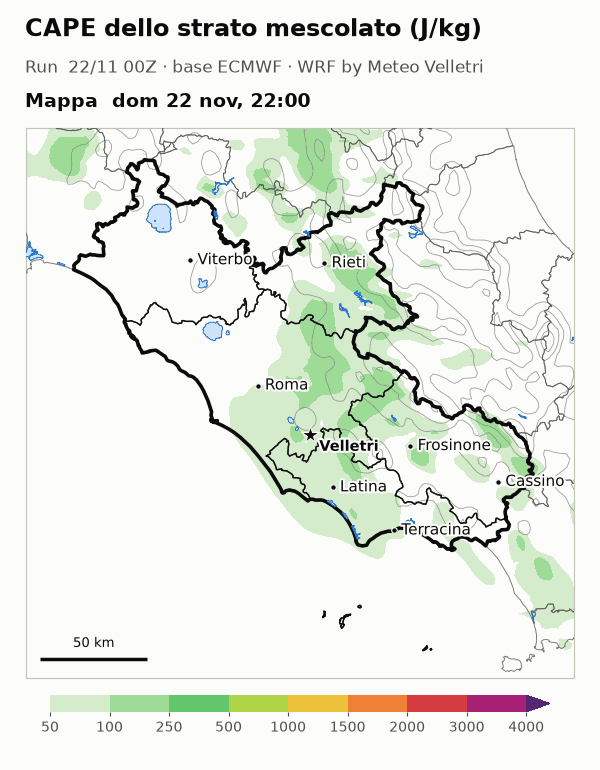 CAPE dello strato mescolato (J/kg)
Run  22/11 00Z · base ECMWF · WRF by Meteo Velletri
Mappa  dom 22 nov, 22:00
Viterbo
Rieti
Roma
Velletri
Frosinone
Cassino
Latina
Terracina
50 km
50 100 250 500 1000 1500 2000 3000 4000